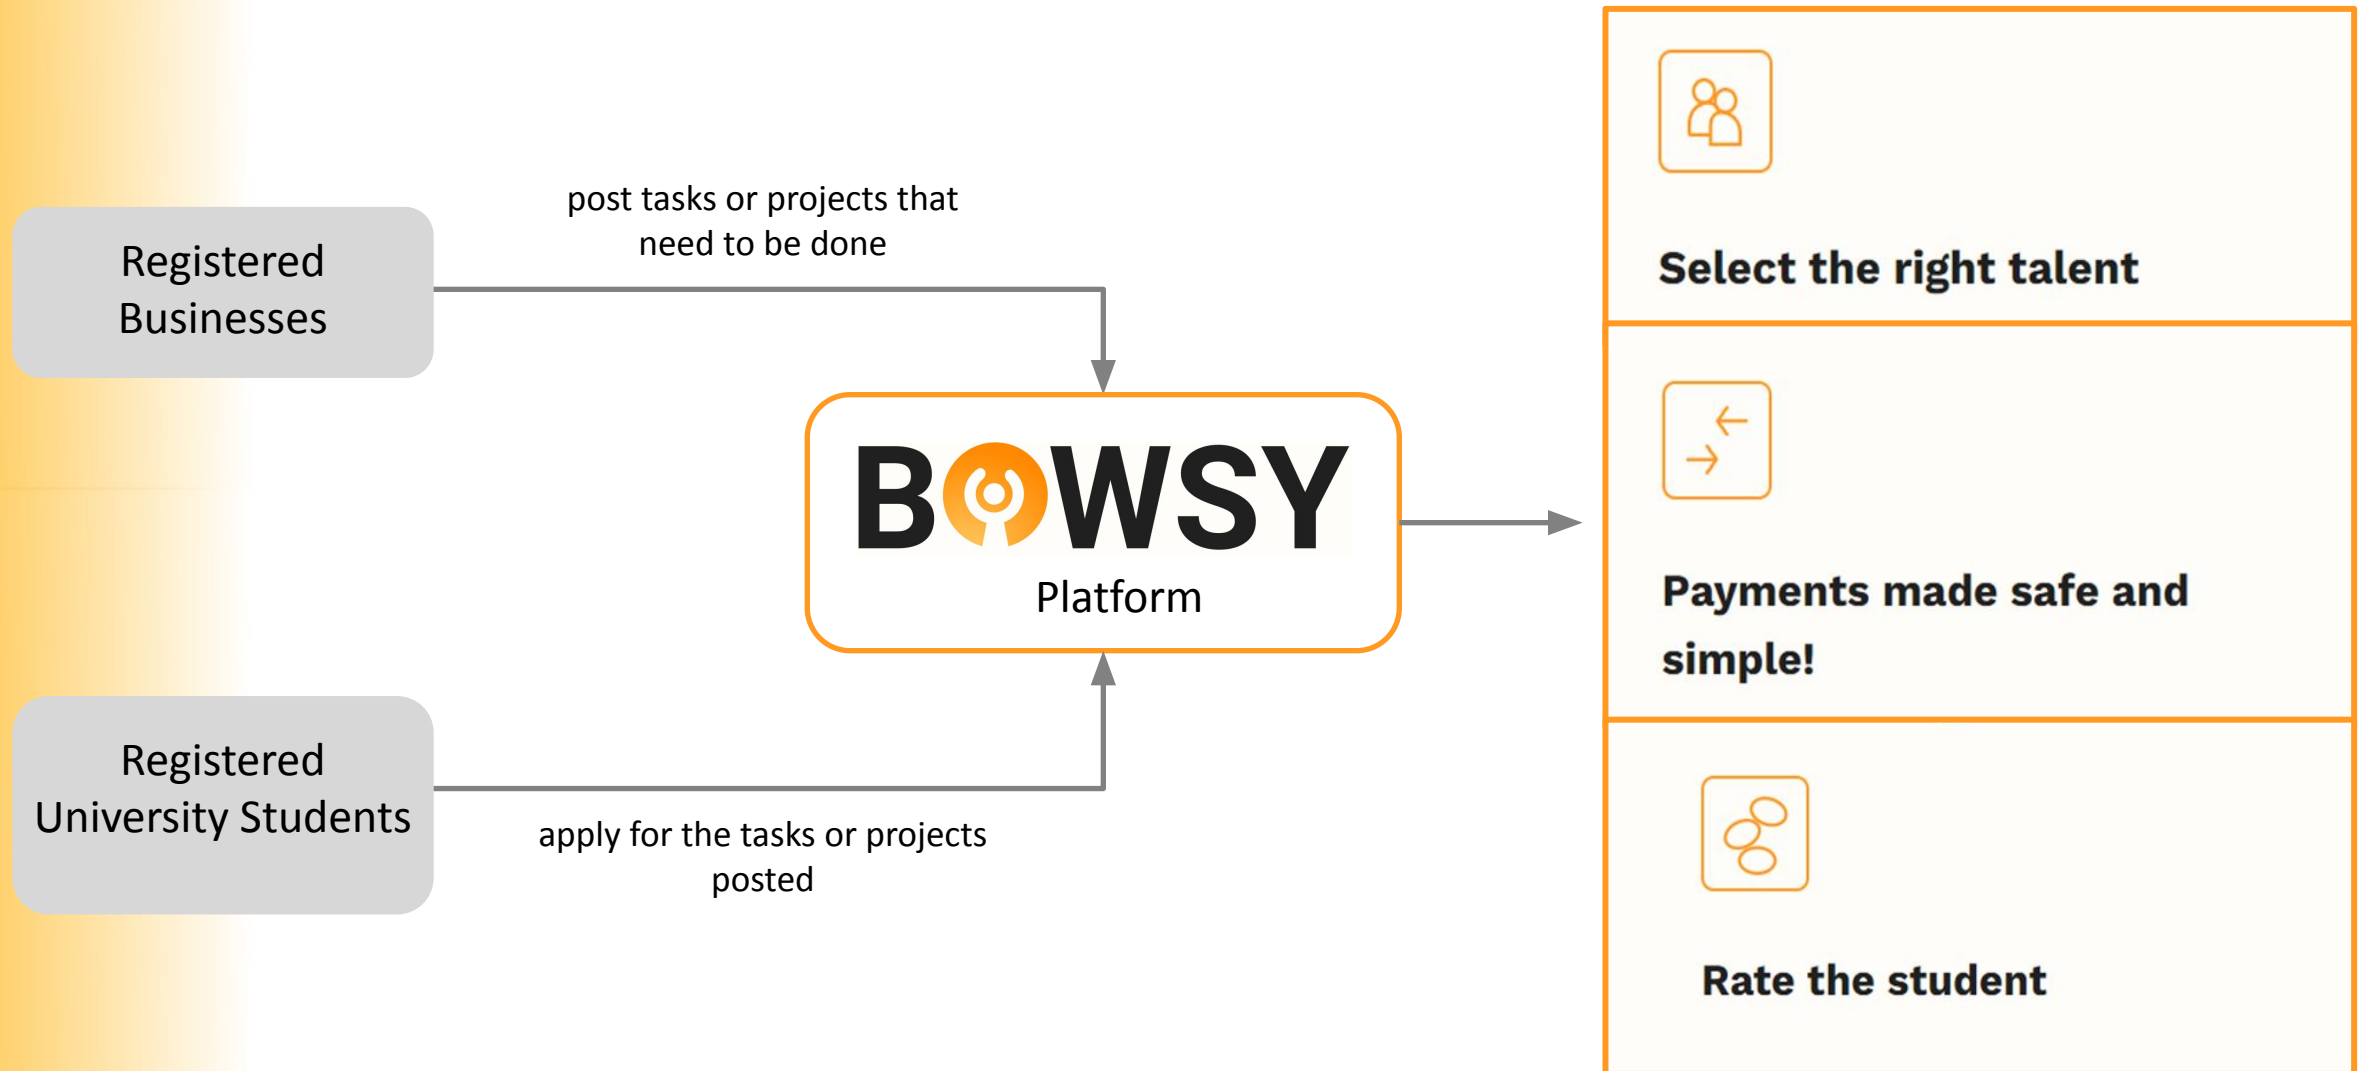 Registered
Businesses
post tasks or projects that
need to be done
BOWSY
Platform
Registered
University Students
apply for the tasks or projects
posted
Select the right talent
Payments made safe and
simple!
Rate the student